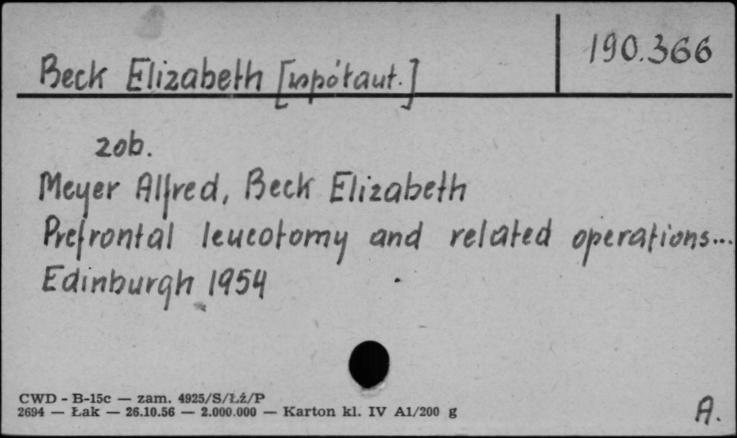 190.366
Beck Elizabeth [współaut.]
zob.
Meyer Alfred, Beck Elizabeth
Prefrontal leucotomy and related operations...
Edinburgh 1954
CWD - B-15c — zam. 4925/S/Łż/P
2694 — Łak — 26.10.56 — 2.000.000 — Karton kl. IV A1/200 g
A.